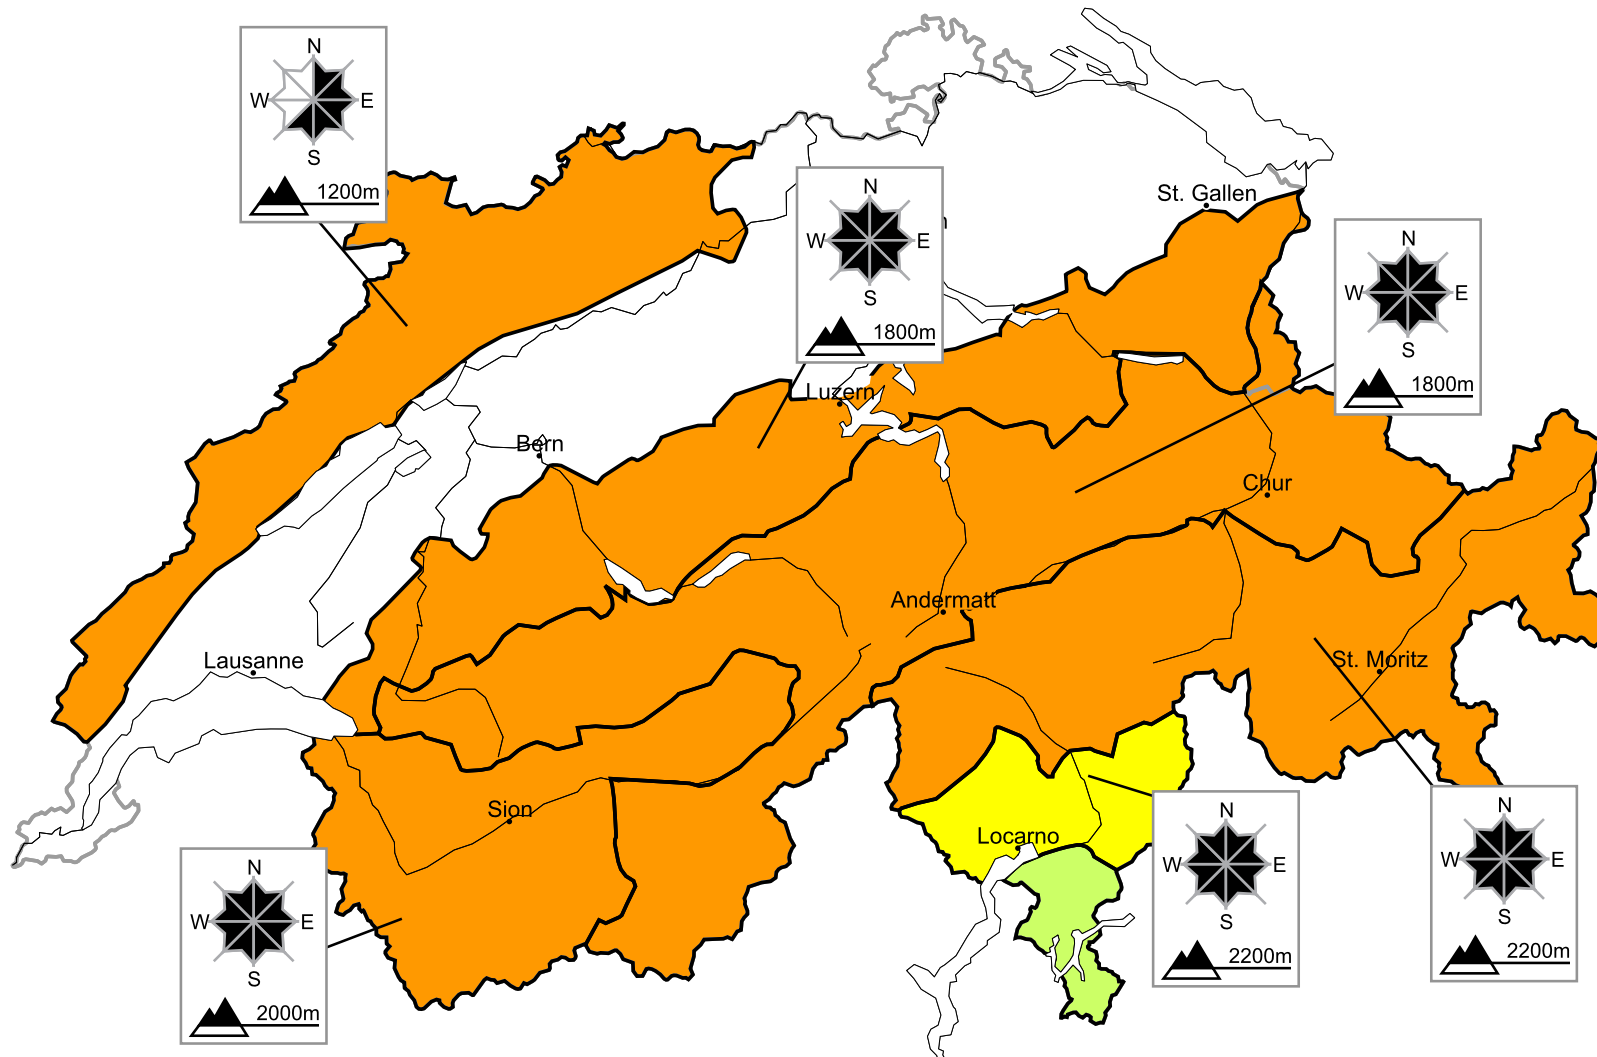 N
W E
S
1200m
St. Gallen
N
W E
S
1800m
N
W E
S
1800m
Luzern
Bern
Chur
Andermatt
Lausanne
St. Moritz
Sion
Locarno
N
W E
S
2000m
N
W E
S
2200m
N
W E
S
2200m